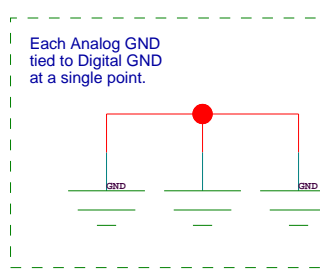 Each Analog GND
tied to Digital GND
at a single point.
GND
GND